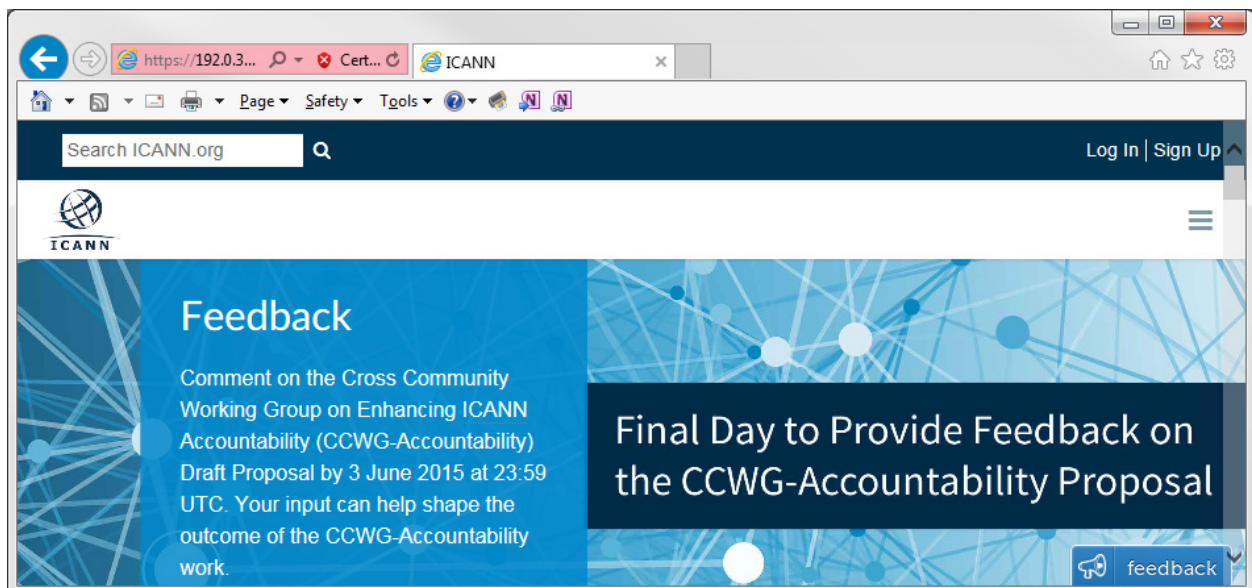 https://192.0.3... Cert... ICANN
Page Safety Tools
Search ICANN.org Log In | Sign Up
ICANN
Feedback
Comment on the Cross Community
Working Group on Enhancing ICANN
Accountability (CCWG-Accountability)
Draft Proposal by 3 June 2015 at 23:59
UTC. Your input can help shape the
outcome of the CCWG-Accountability
work.
Final Day to Provide Feedback on
the CCWG-Accountability Proposal
feedback